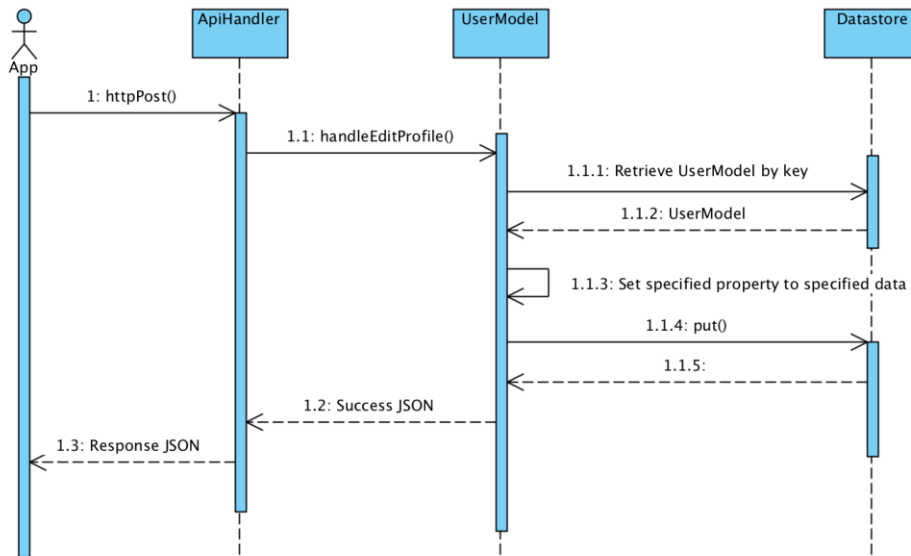 ApiHandler
UserModel
Datastore
App
1: httpPost()
1.1: handleEditProfile()
1.1.1: Retrieve UserModel by key
1.1.2: UserModel
1.1.3: Set specified property to specified data
1.1.4: put()
1.1.5:
1.2: Success JSON
1.3: Response JSON